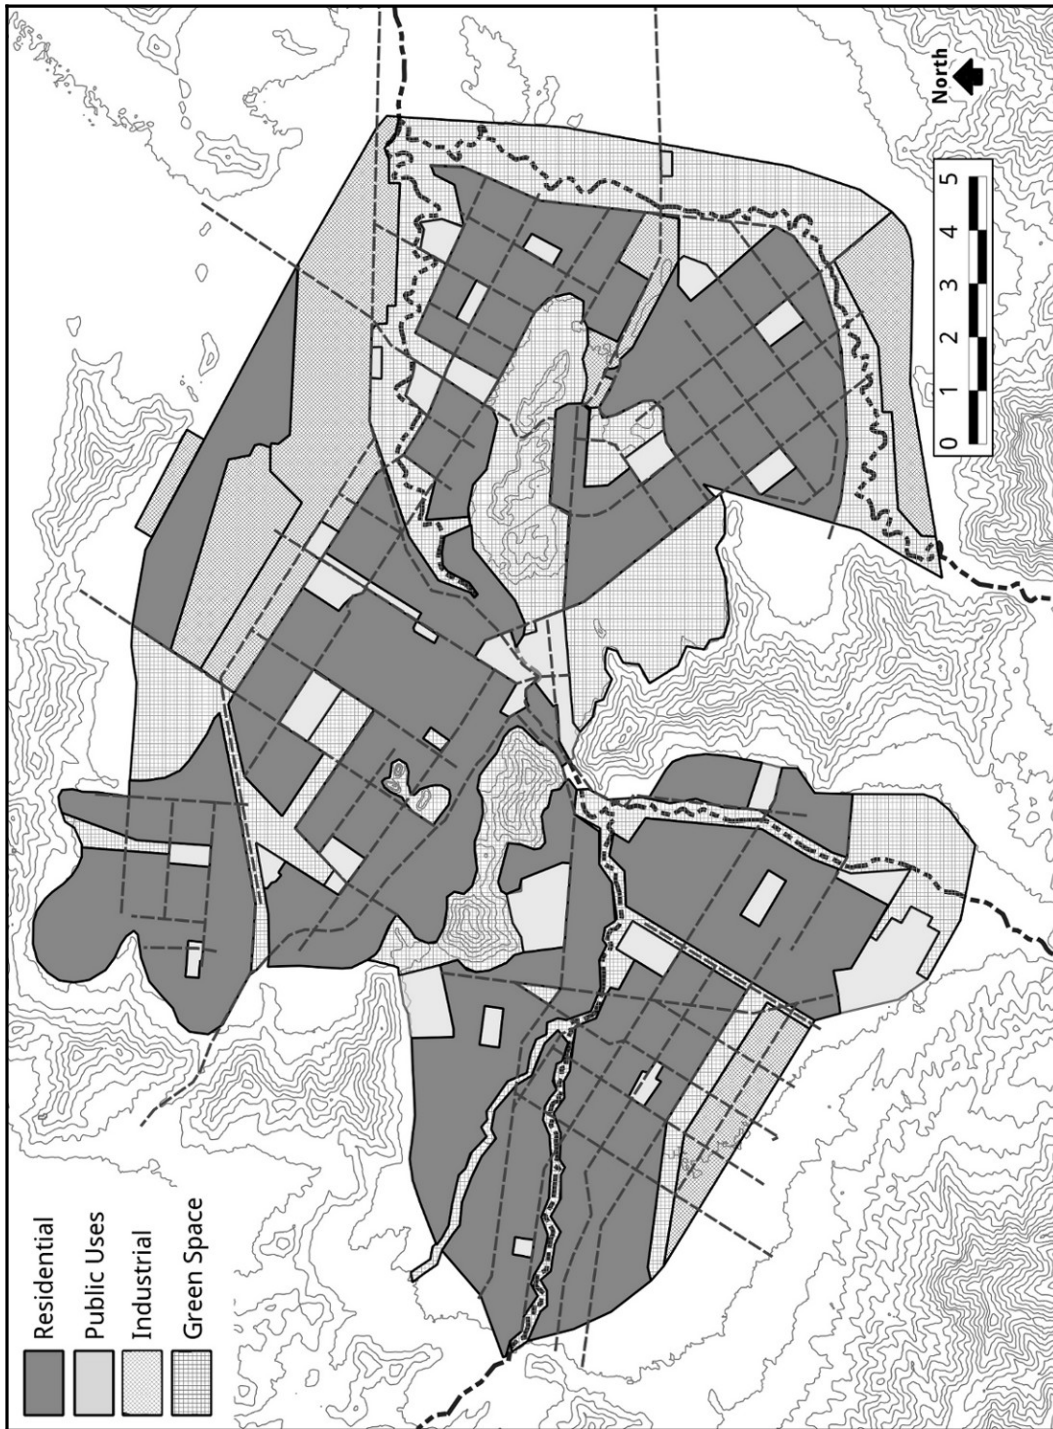 Residential
Public Uses
Industrial
Green Space
North
0 1 2 3 4 5